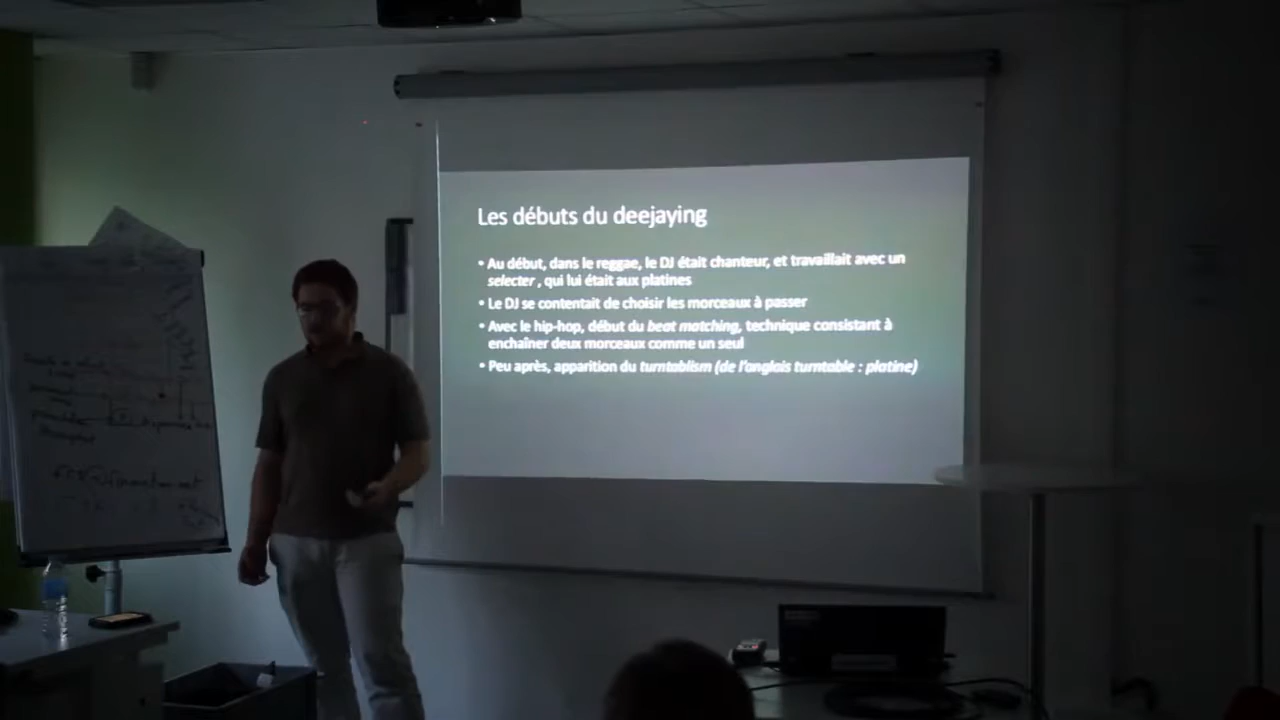 Les débuts du deejaying
• Au début, dans le reggae, le DJ était chanteur, et travaillait avec un
selecter , qui lui était aux platines
• Le DJ se contentait de choisir les morceaux à passer
• Avec le hip-hop, début du beat matching, technique consistant à
enchaîner deux morceaux comme un seul
• Peu après, apparition du turntablism (de l'anglais turntable : platine)